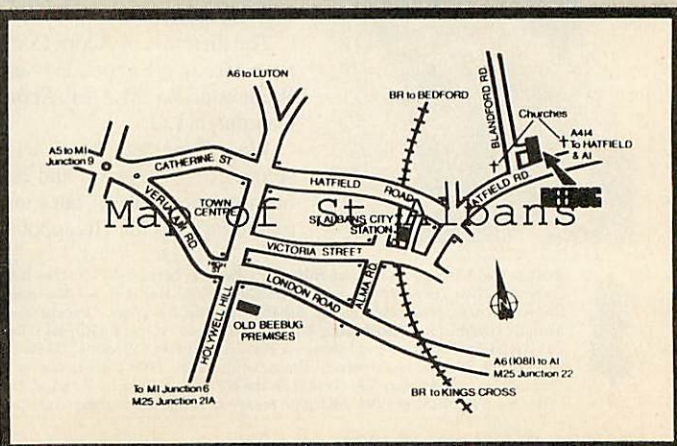 A6 to LUTON
BR to BEDFORD
BLANDFORD RD
Churches
A414
To HATFIELD
& A1
A5 to M1
Junction 9
CATHERINE ST
HATFIELD ROAD
HATFIELD RD
BEEBUG
VERULAM RD
TOWN
CENTRE
Map of St Albans
ST.ALBANS CITY
STATION
VICTORIA STREET
HIGH
ST
ALMA RD
LONDON ROAD
HOLYWELL HILL
OLD BEEBUG
PREMISES
A6 (1081) to A1
M25 Junction 22
To M1 Junction 6
M25 Junction 21A
BR to KINGS CROSS
N